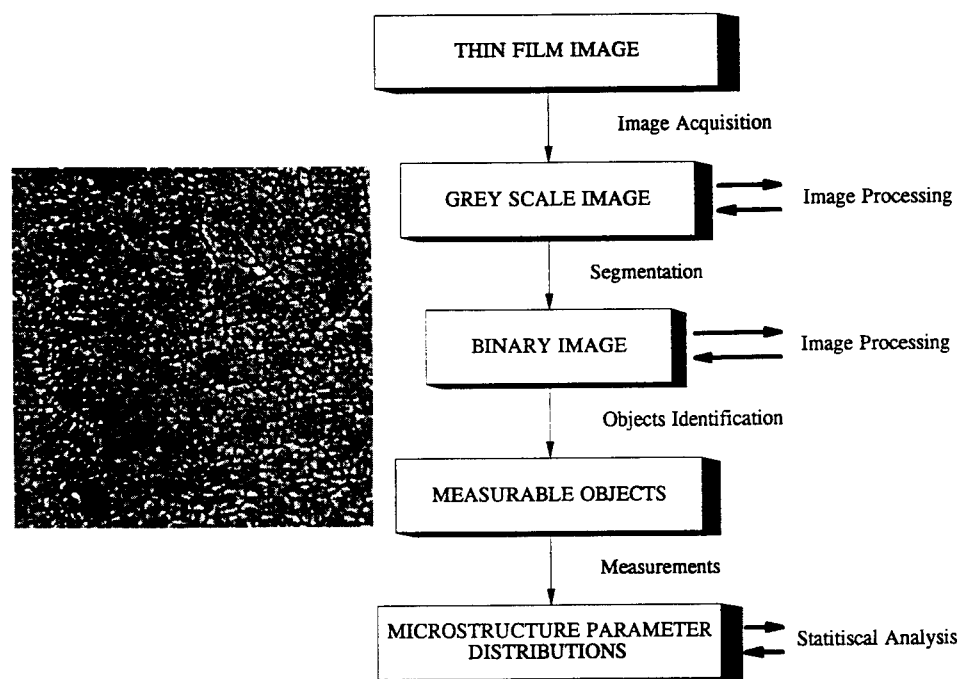 THIN FILM IMAGE
Image Acquisition
GREY SCALE IMAGE
Image Processing
Segmentation
BINARY IMAGE
Image Processing
Objects Identification
MEASURABLE OBJECTS
Measurements
MICROSTRUCTURE PARAMETER
DISTRIBUTIONS
Statitiscal Analysis